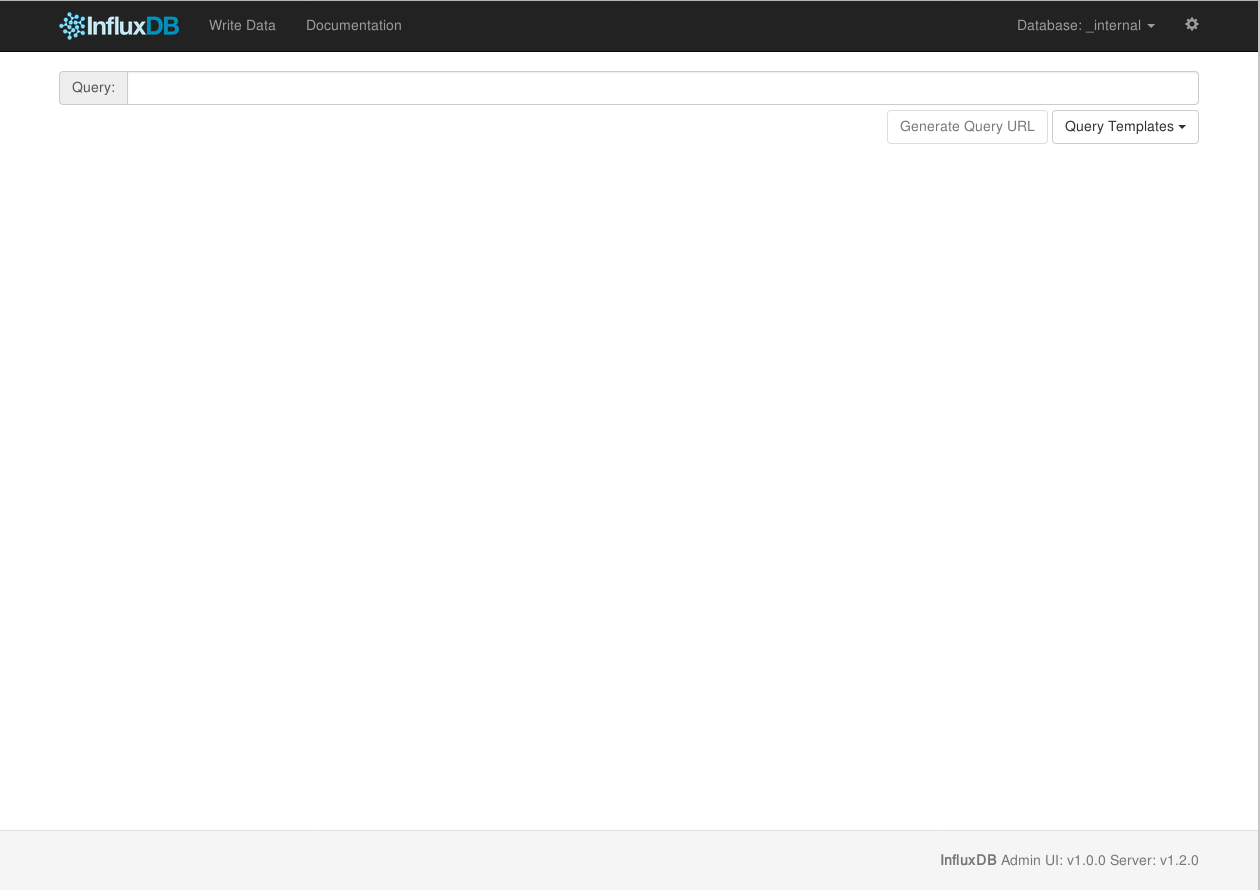 InfluxDB Write Data Documentation Database: _internal
Query:
Generate Query URL Query Templates
InfluxDB Admin UI: v1.0.0 Server: v1.2.0